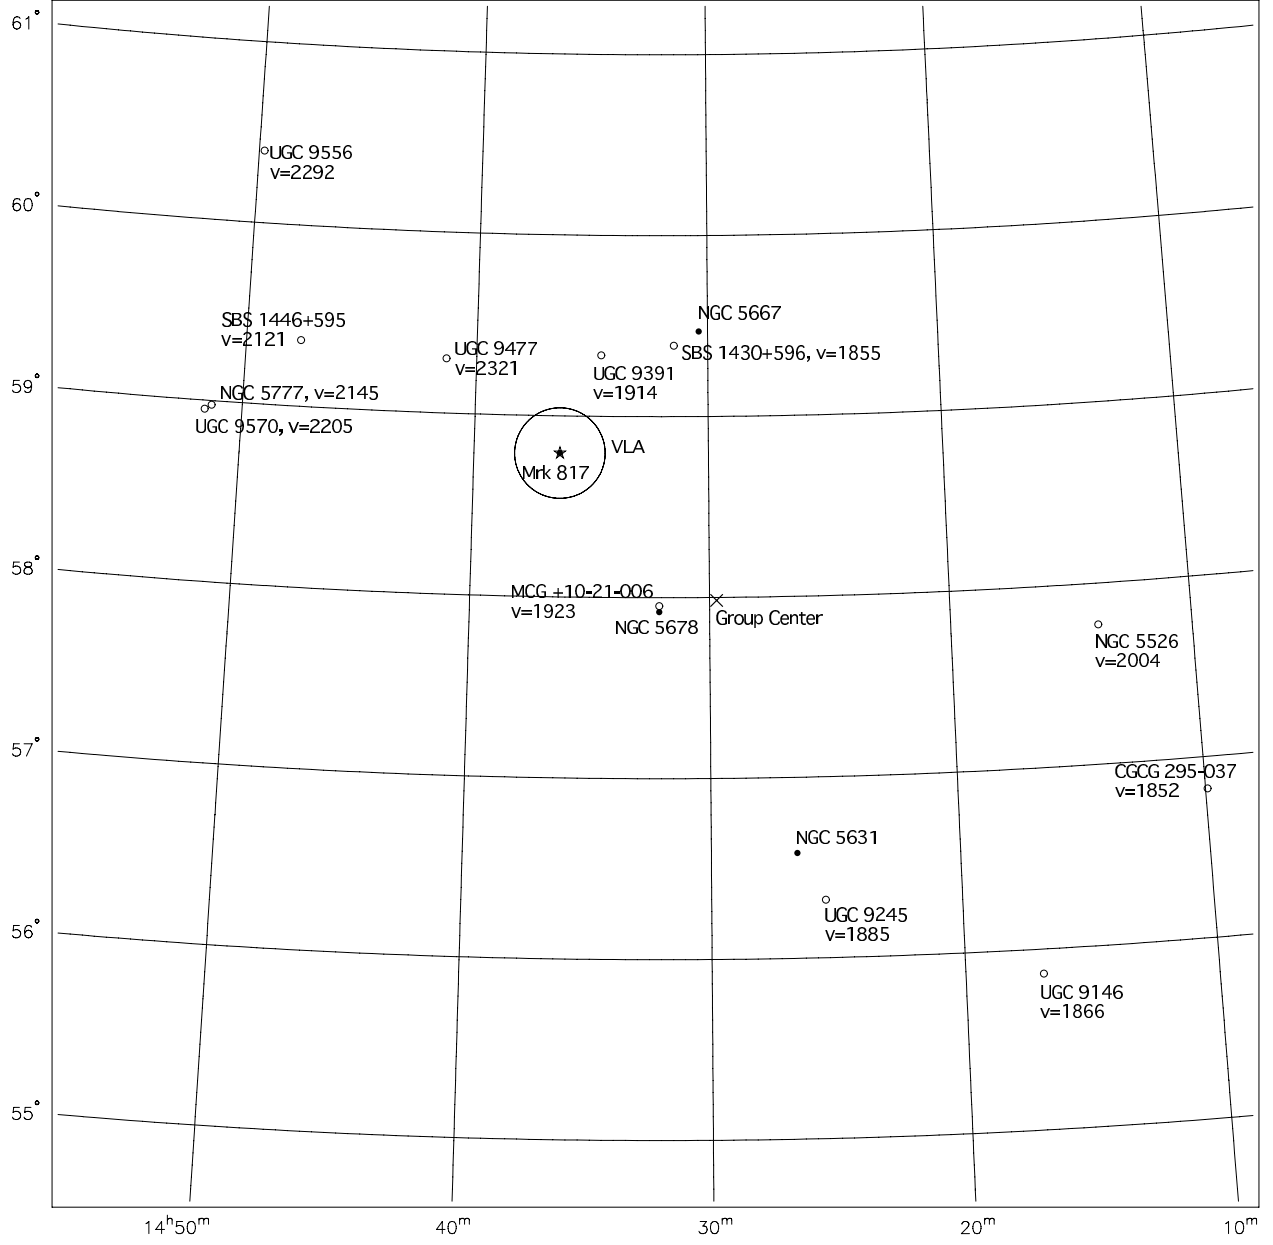 61°
UGC 9556
v=2292
60°
NGC 5667
SBS 1446+595
v=2121
UGC 9477
v=2321
SBS 1430+596, v=1855
UGC 9391
v=1914
59°
NGC 5777, v=2145
UGC 9570, v=2205
VLA
Mrk 817
58°
MCG +10-21-006
v=1923
Group Center
NGC 5678
NGC 5526
v=2004
57°
CGCG 295-037
v=1852
NGC 5631
UGC 9245
v=1885
56°
UGC 9146
v=1866
55°
14ʰ50ᵐ 40ᵐ 30ᵐ 20ᵐ 10ᵐ